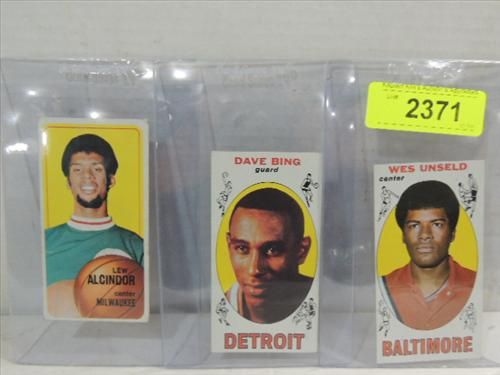 2371
LEW
ALCINDOR
center
MILWAUKEE
DAVE BING
guard
DETROIT
WES UNSELD
center
BALTIMORE